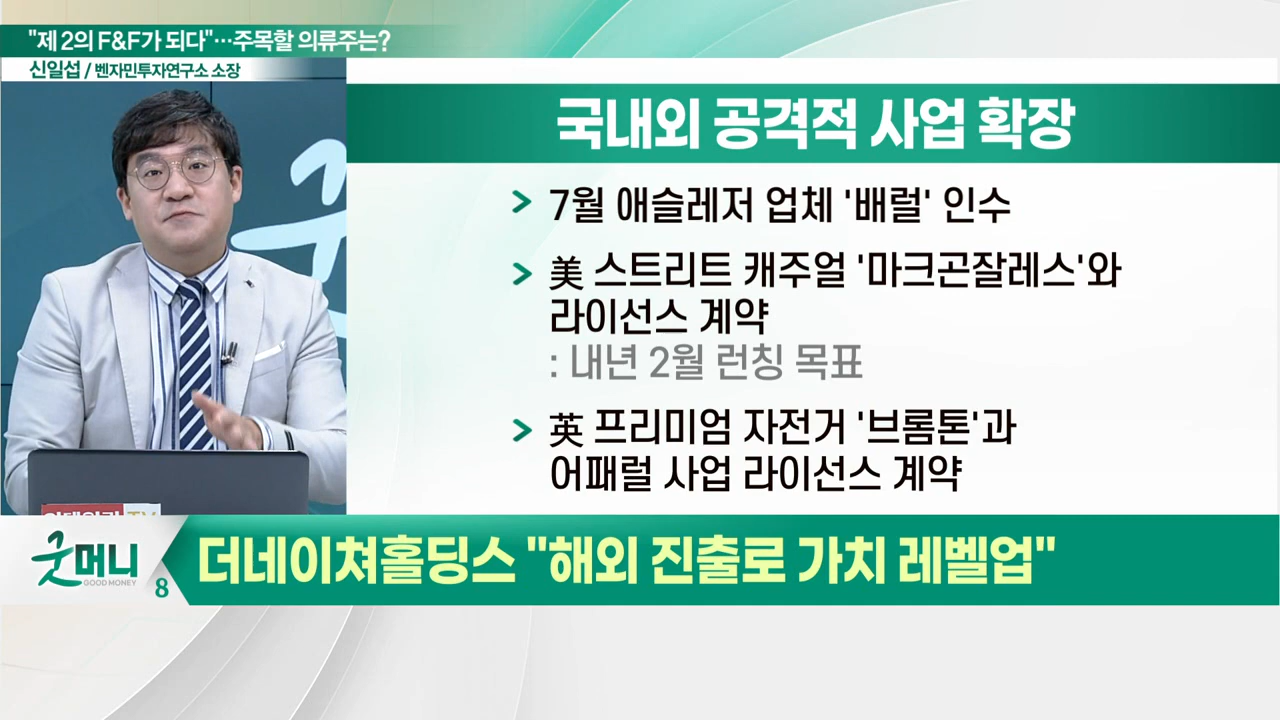 "제 2의 F&F가 되다"…주목할 의류주는?
신일섭 / 벤자민투자연구소 소장
국내외 공격적 사업 확장
> 7월 애슬레저 업체 '배럴' 인수
> 美 스트리트 캐주얼 '마크곤잘레스'와
라이선스 계약
: 내년 2월 런칭 목표
> 英 프리미엄 자전거 '브롬톤'과
어패럴 사업 라이선스 계약
굿머니
GOOD MONEY
8
더네이쳐홀딩스 "해외 진출로 가치 레벨업"